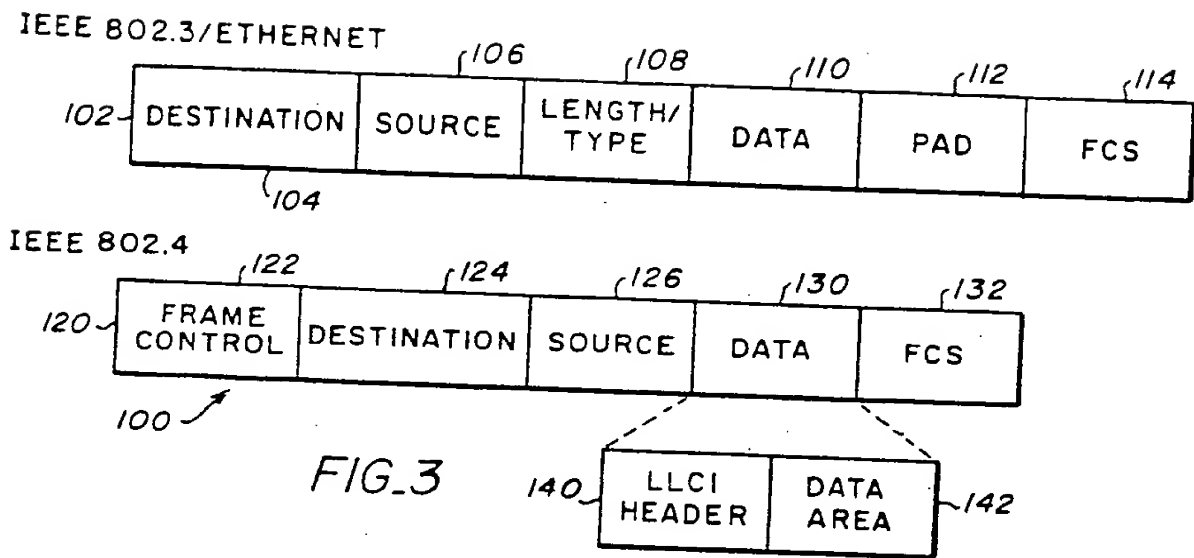 IEEE 802.3/ETHERNET
106 108 110 112 114
102 DESTINATION SOURCE LENGTH/ TYPE DATA PAD FCS
104
IEEE 802.4
122 124 126 130 132
120 FRAME CONTROL DESTINATION SOURCE DATA FCS
100
FIG_3
140 LLC1 HEADER DATA AREA 142